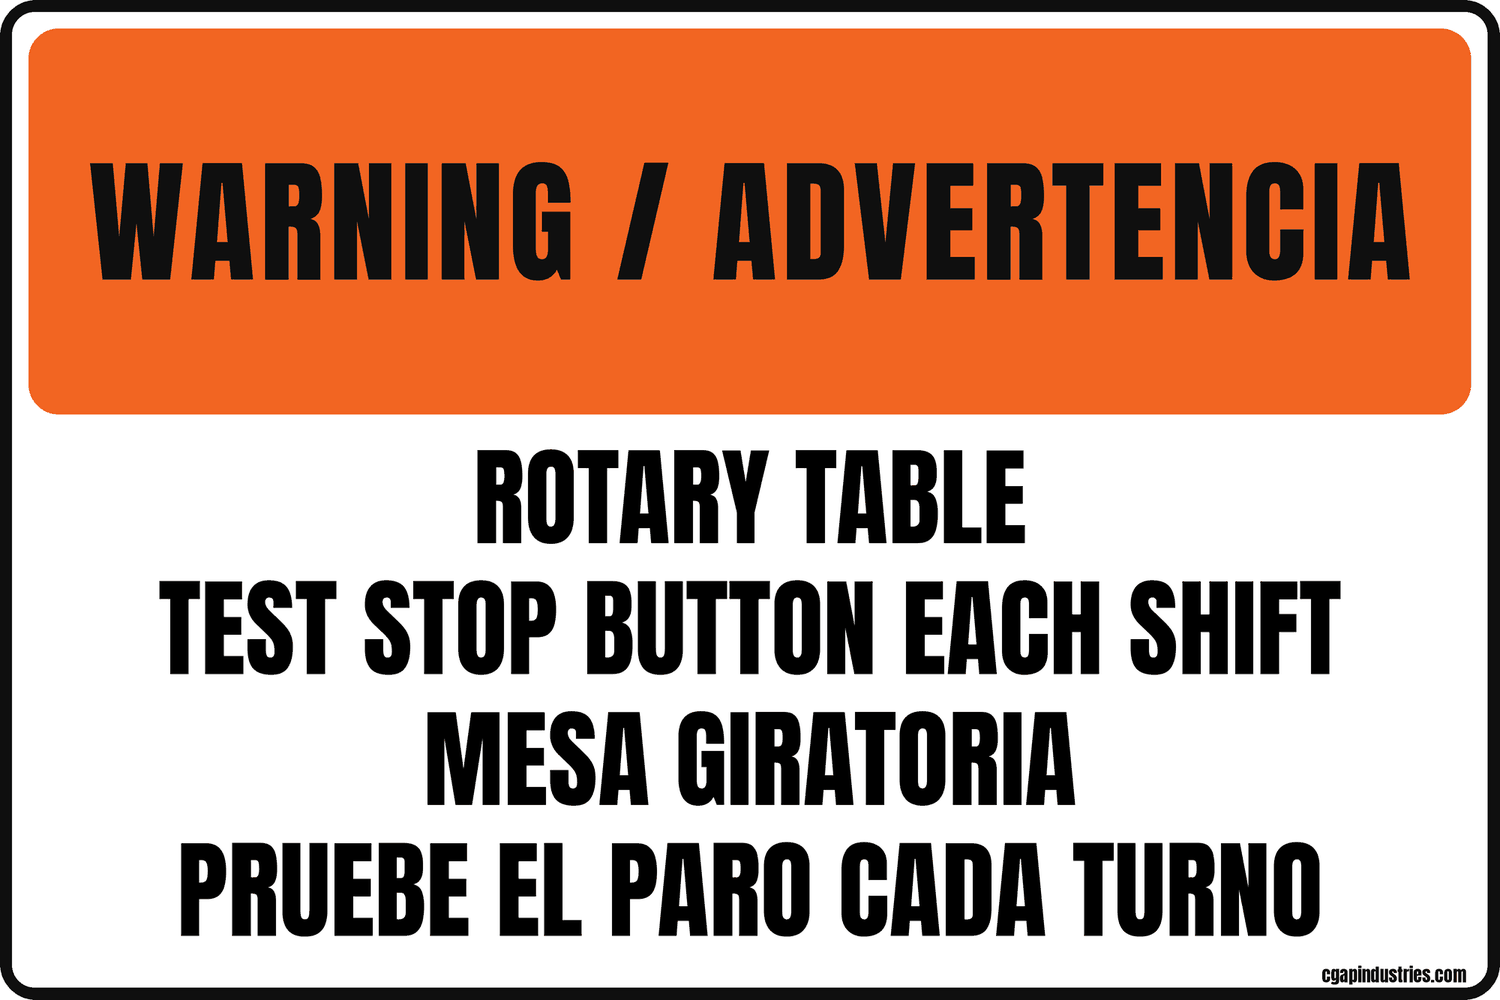 WARNING / ADVERTENCIA
ROTARY TABLE
TEST STOP BUTTON EACH SHIFT
MESA GIRATORIA
PRUEBE EL PARO CADA TURNO
cgapindustries.com